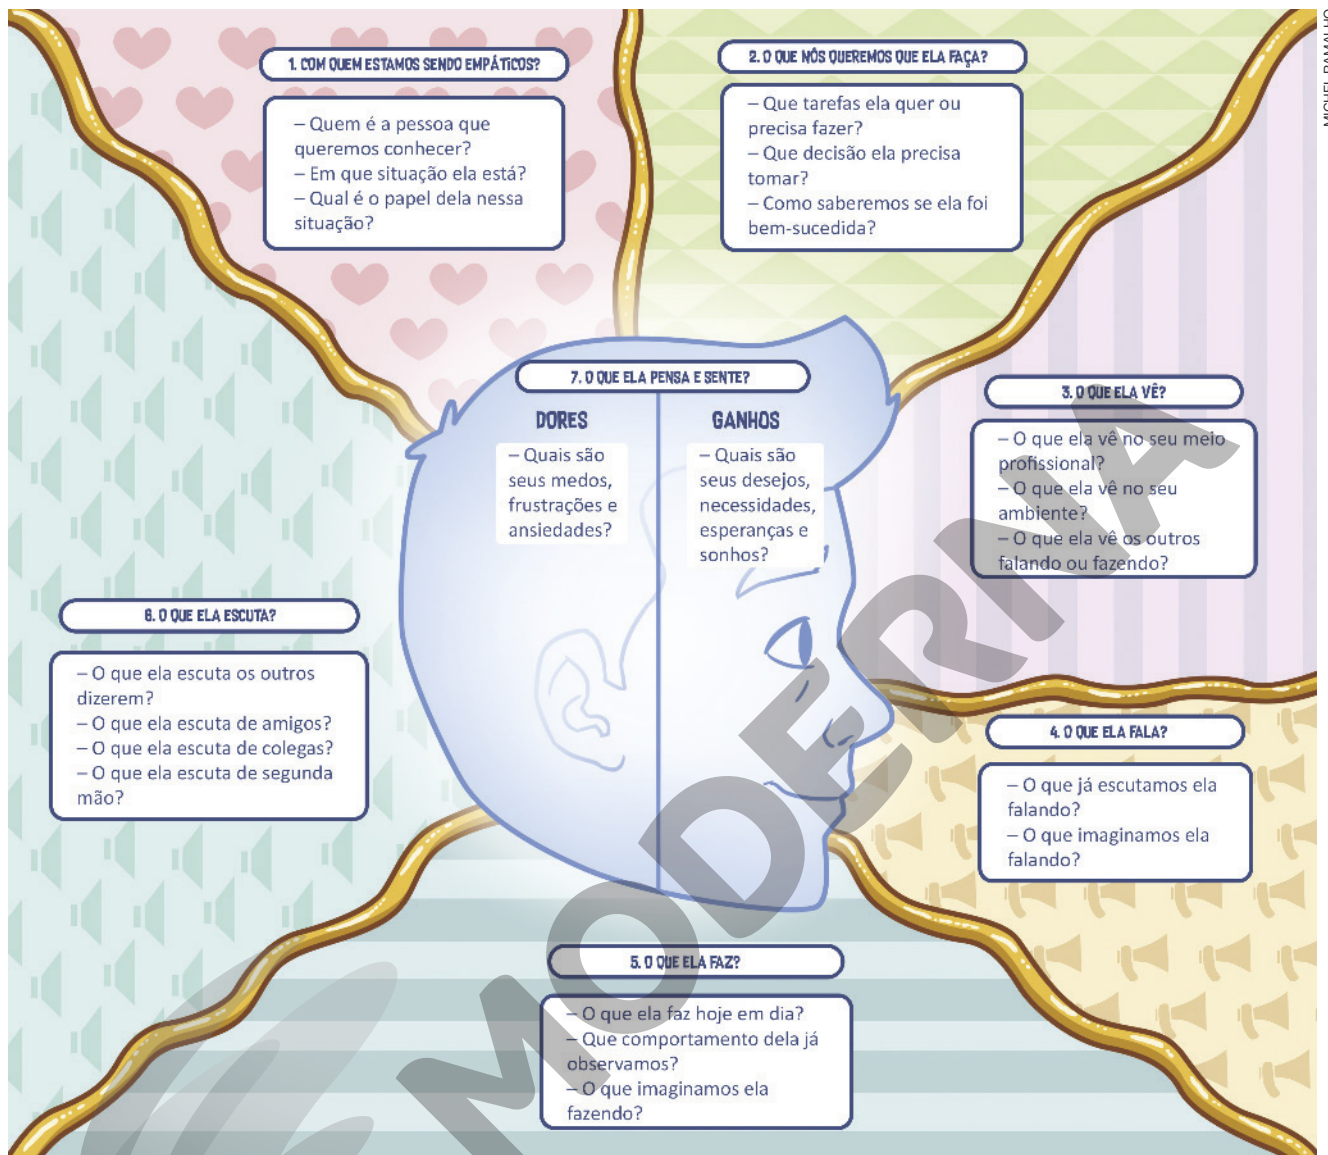 MICHEL RAMALHO
1. COM QUEM ESTAMOS SENDO EMPÁTICOS?
– Quem é a pessoa que
queremos conhecer?
– Em que situação ela está?
– Qual é o papel dela nessa
situação?
2. O QUE NÓS QUEREMOS QUE ELA FAÇA?
– Que tarefas ela quer ou
precisa fazer?
– Que decisão ela precisa
tomar?
– Como saberemos se ela foi
bem-sucedida?
3. O QUE ELA VÊ?
– O que ela vê no seu meio
profissional?
– O que ela vê no seu
ambiente?
– O que ela vê os outros
falando ou fazendo?
4. O QUE ELA FALA?
– O que já escutamos ela
falando?
– O que imaginamos ela
falando?
5. O QUE ELA FAZ?
– O que ela faz hoje em dia?
– Que comportamento dela já
observamos?
– O que imaginamos ela
fazendo?
6. O QUE ELA ESCUTA?
– O que ela escuta os outros
dizerem?
– O que ela escuta de amigos?
– O que ela escuta de colegas?
– O que ela escuta de segunda
mão?
7. O QUE ELA PENSA E SENTE?
DORES
– Quais são
seus medos,
frustrações e
ansiedades?
GANHOS
– Quais são
seus desejos,
necessidades,
esperanças e
sonhos?
MODERNA